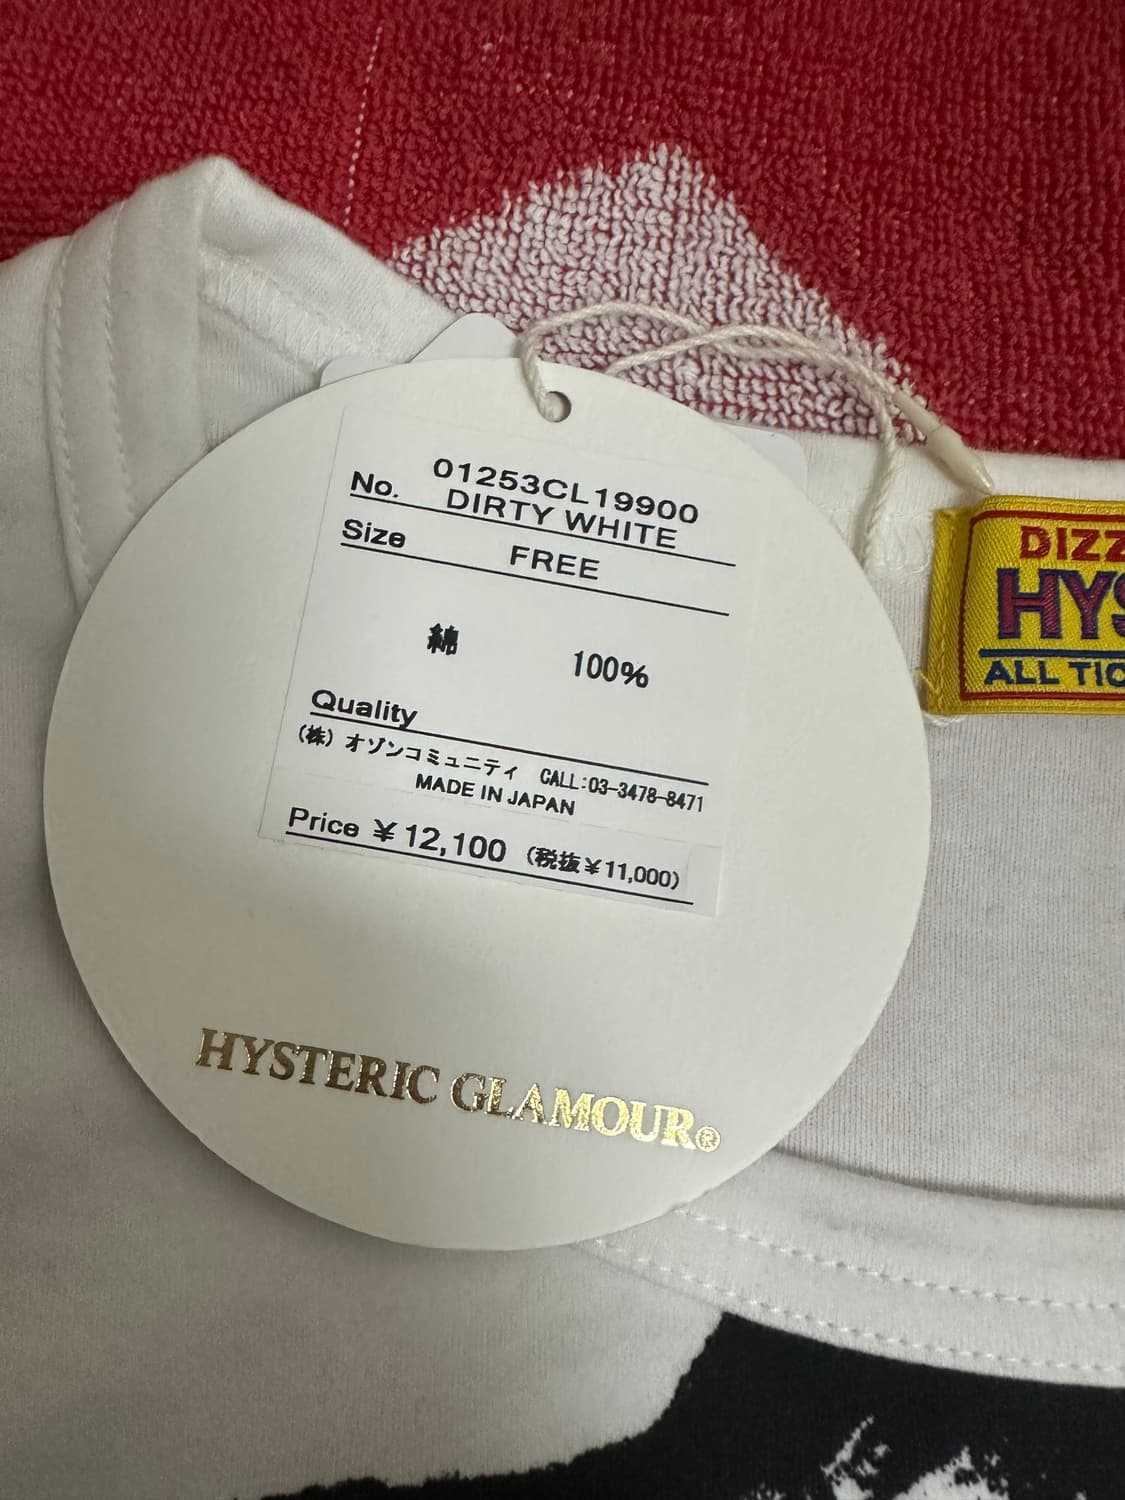 01253CL19900
No. DIRTY WHITE
Size FREE
綿 100%
Quality
(株) オゾンコミュニティ CALL:03-3478-8471
MADE IN JAPAN
Price ¥12,100 (税抜¥11,000)
HYSTERIC GLAMOUR®
DIZZ
HYS
ALL TIC